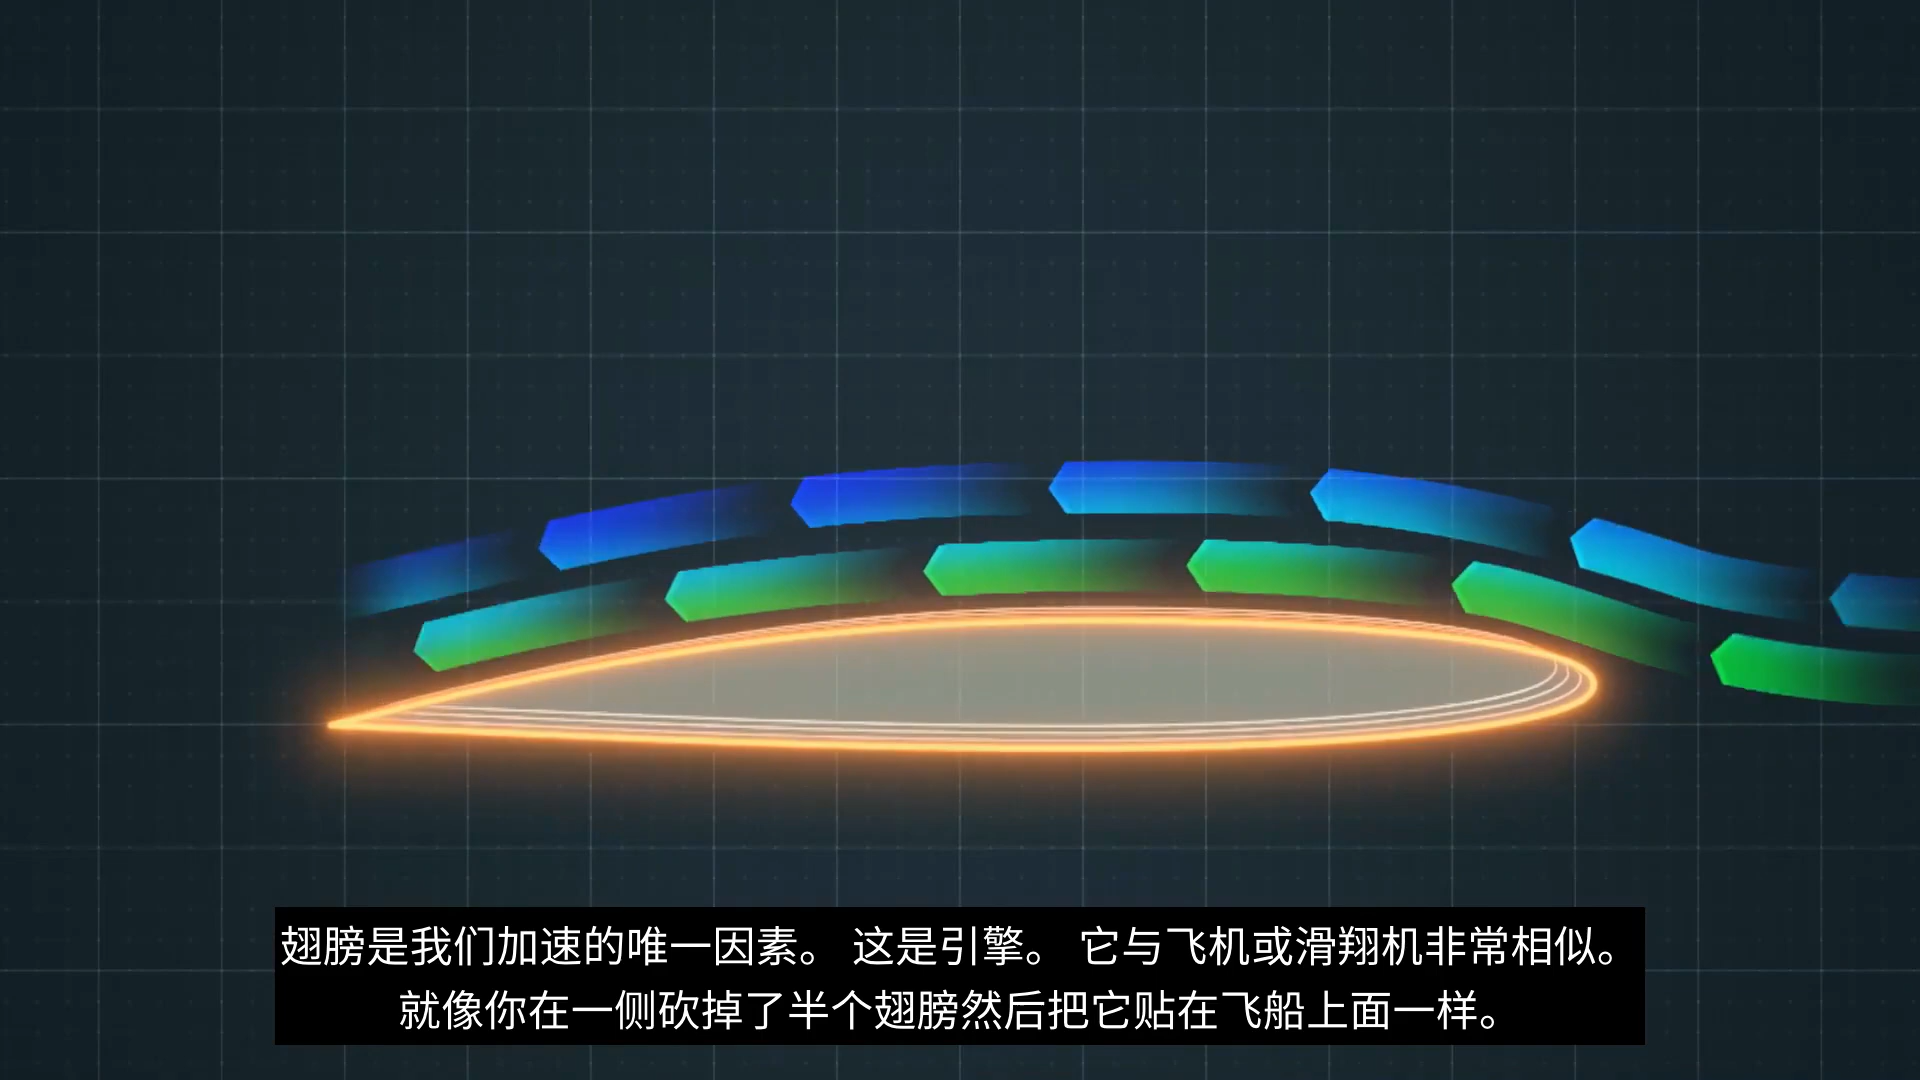 翅膀是我们加速的唯一因素。 这是引擎。 它与飞机或滑翔机非常相似。
就像你在一侧砍掉了半个翅膀然后把它贴在飞船上面一样。